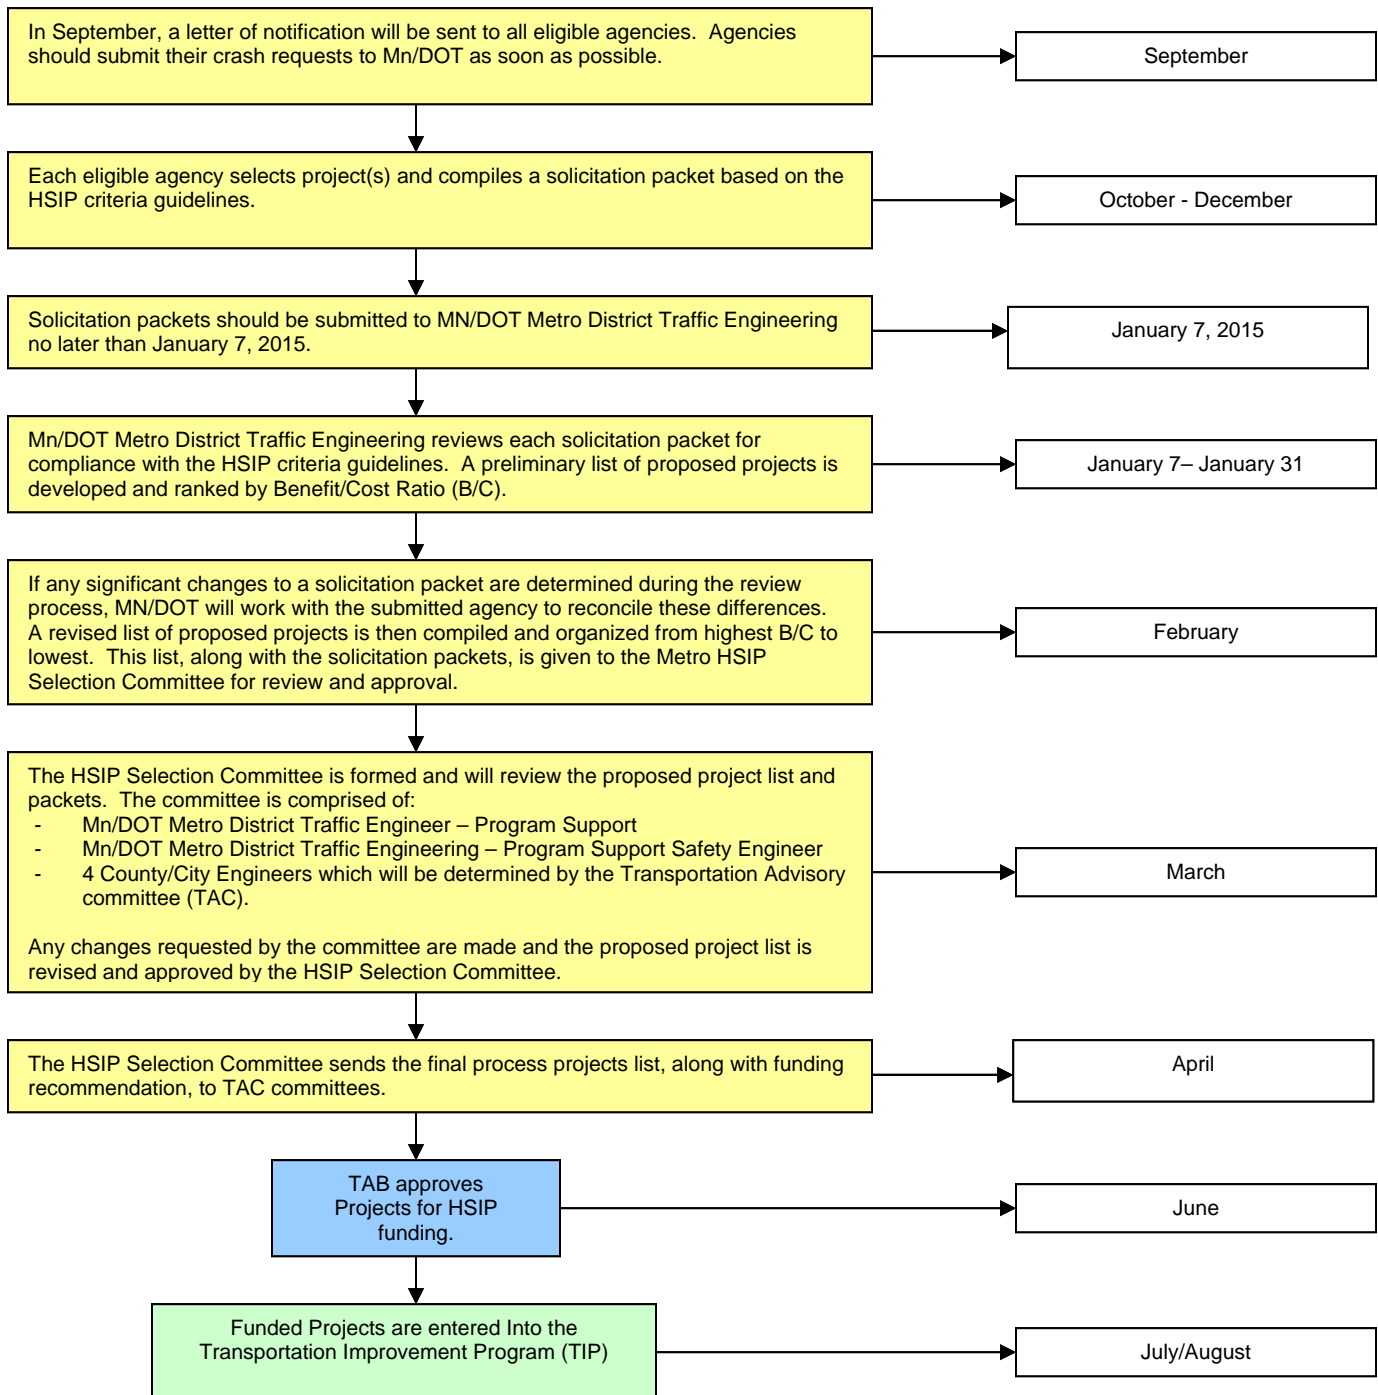 In September, a letter of notification will be sent to all eligible agencies.  Agencies
should submit their crash requests to Mn/DOT as soon as possible.
September
Each eligible agency selects project(s) and compiles a solicitation packet based on the
HSIP criteria guidelines.
October - December
Solicitation packets should be submitted to MN/DOT Metro District Traffic Engineering
no later than January 7, 2015.
January 7, 2015
Mn/DOT Metro District Traffic Engineering reviews each solicitation packet for
compliance with the HSIP criteria guidelines.  A preliminary list of proposed projects is
developed and ranked by Benefit/Cost Ratio (B/C).
January 7– January 31
If any significant changes to a solicitation packet are determined during the review
process, MN/DOT will work with the submitted agency to reconcile these differences.
A revised list of proposed projects is then compiled and organized from highest B/C to
lowest.  This list, along with the solicitation packets, is given to the Metro HSIP
Selection Committee for review and approval.
February
The HSIP Selection Committee is formed and will review the proposed project list and
packets.  The committee is comprised of:
- Mn/DOT Metro District Traffic Engineer – Program Support
- Mn/DOT Metro District Traffic Engineering – Program Support Safety Engineer
- 4 County/City Engineers which will be determined by the Transportation Advisory
committee (TAC).
Any changes requested by the committee are made and the proposed project list is
revised and approved by the HSIP Selection Committee.
March
The HSIP Selection Committee sends the final process projects list, along with funding
recommendation, to TAC committees.
April
TAB approves
Projects for HSIP
funding.
June
Funded Projects are entered Into the
Transportation Improvement Program (TIP)
July/August